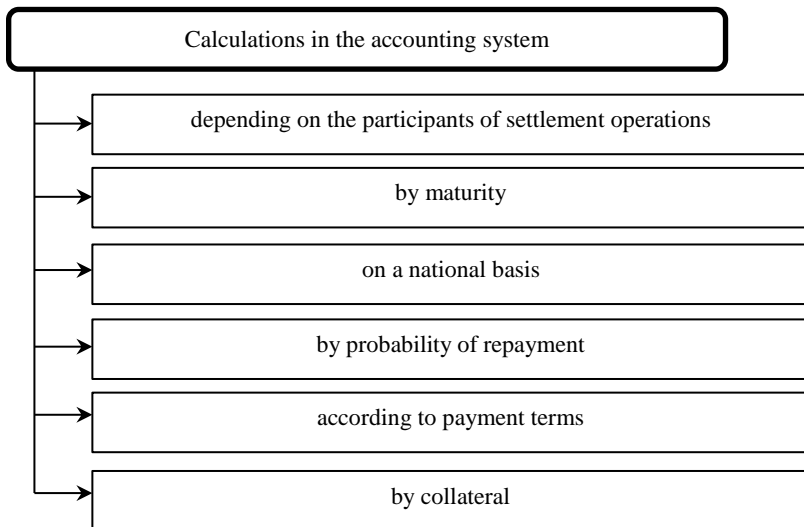 Calculations in the accounting system
depending on the participants of settlement operations
by maturity
on a national basis
by probability of repayment
according to payment terms
by collateral